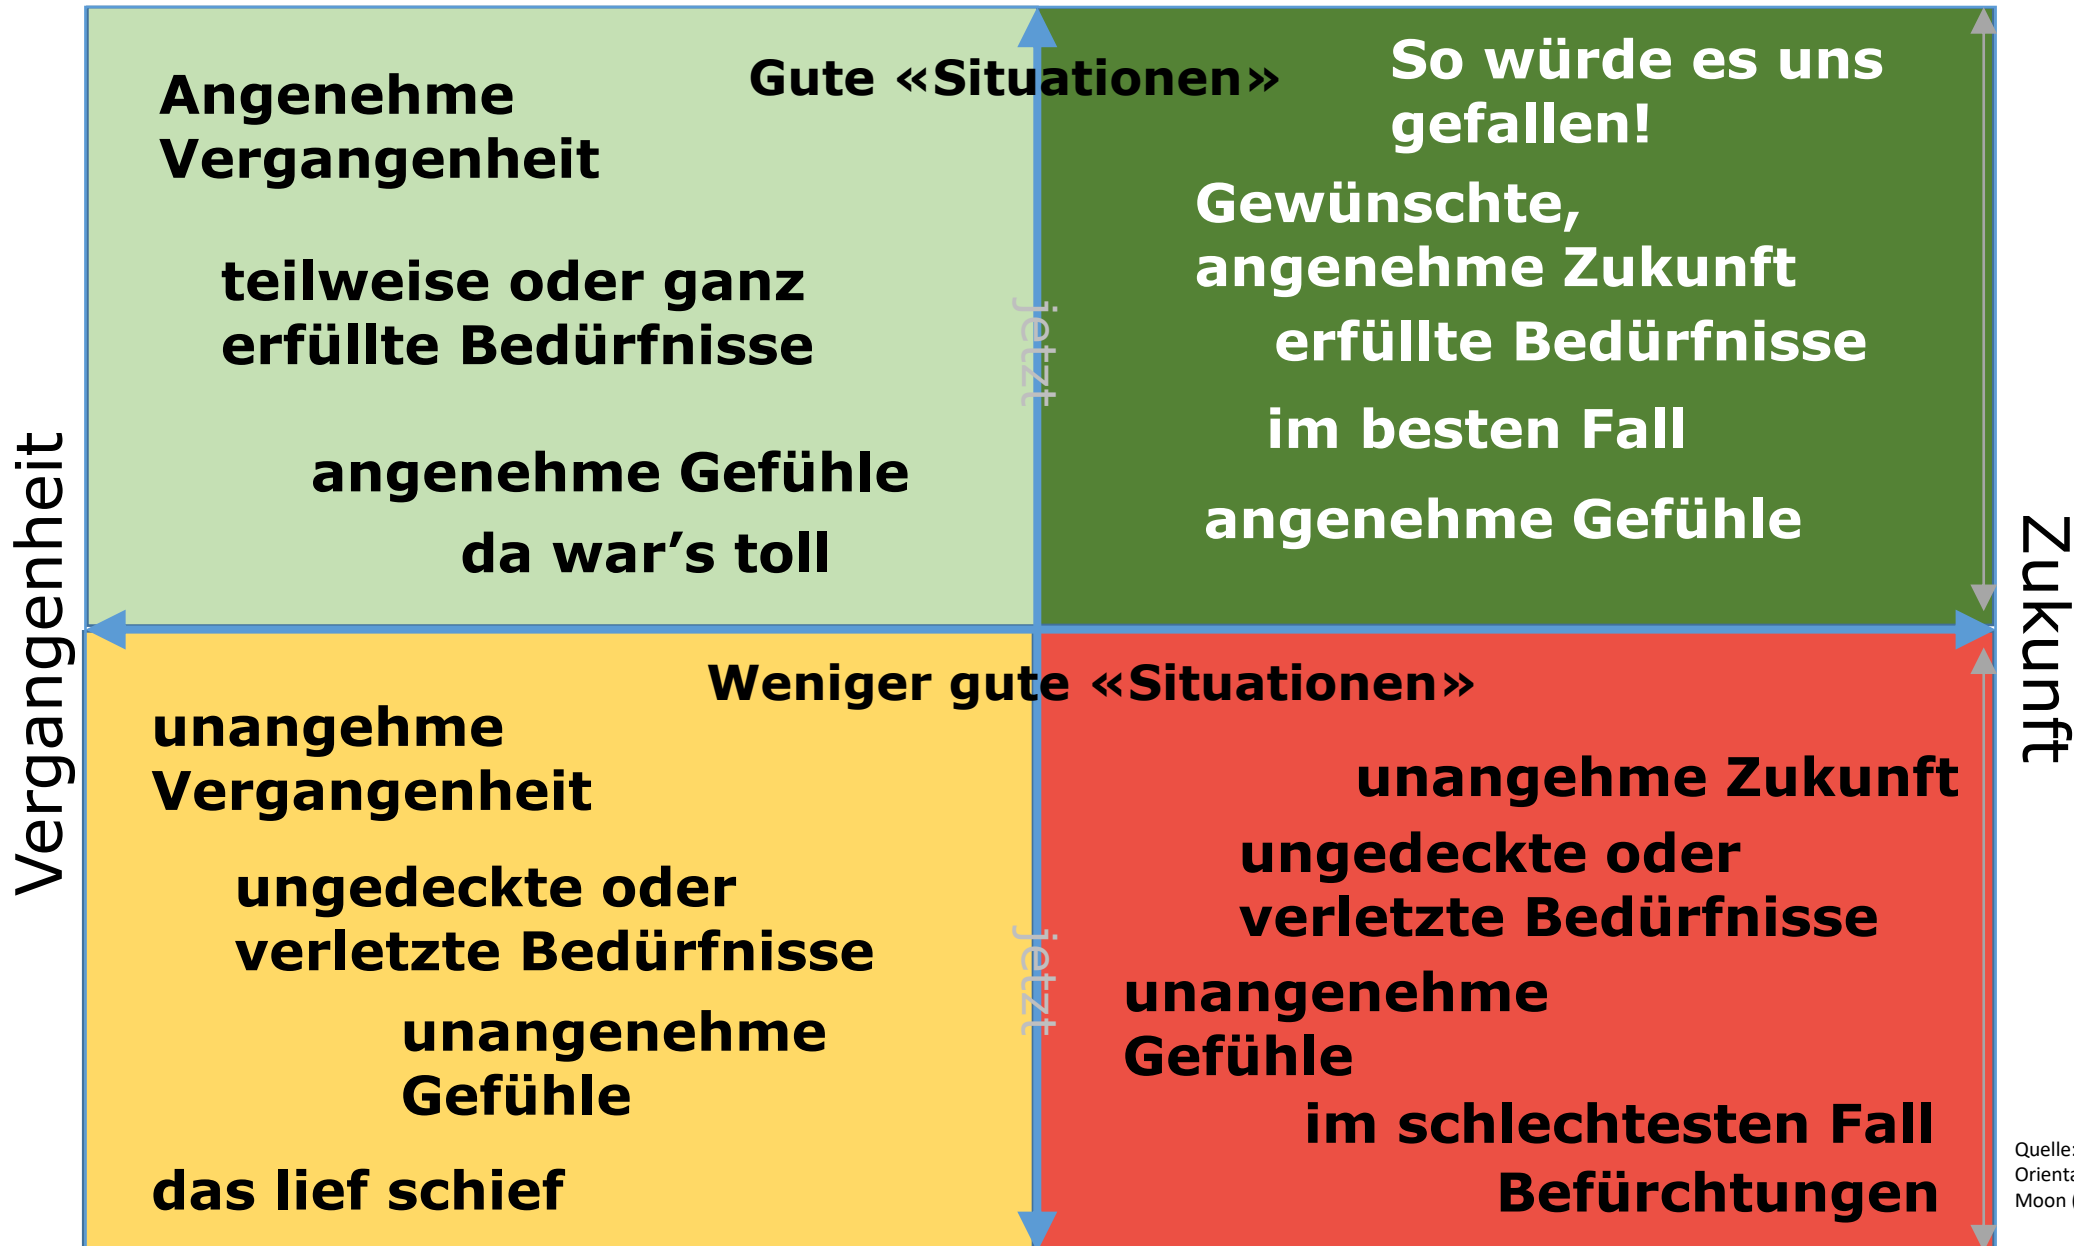 Gute «Situationen»
Angenehme
Vergangenheit
teilweise oder ganz
erfüllte Bedürfnisse
angenehme Gefühle
da war’s toll
So würde es uns
gefallen!
Gewünschte,
angenehme Zukunft
erfüllte Bedürfnisse
im besten Fall
angenehme Gefühle
jetzt
Vergangenheit
Zukunft
Weniger gute «Situationen»
unangehme
Vergangenheit
ungedeckte oder
verletzte Bedürfnisse
unangenehme
Gefühle
das lief schief
jetzt
unangehme Zukunft
ungedeckte oder
verletzte Bedürfnisse
unangenehme
Gefühle
im schlechtesten Fall
Befürchtungen
Quelle:
Moon (